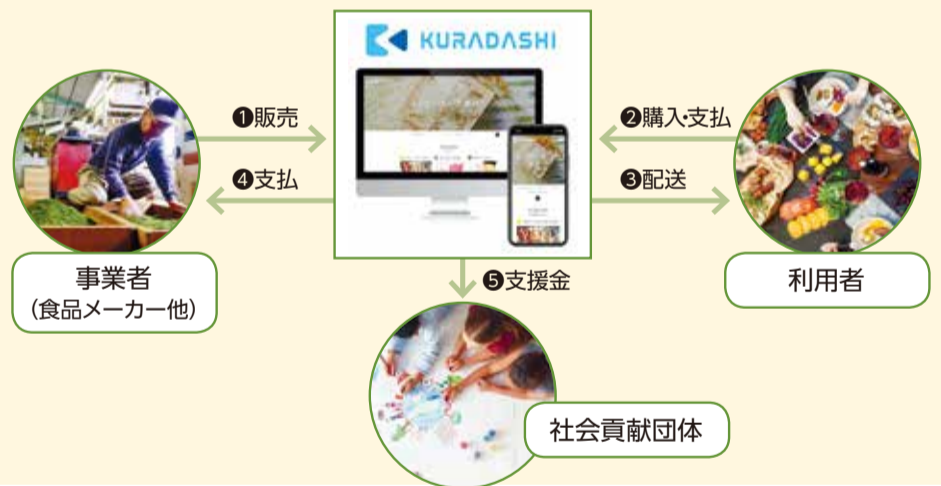 KURADASHI
❶販売
❷購入・支払
❹支払
❸配送
事業者
(食品メーカー他)
利用者
❺支援金
社会貢献団体